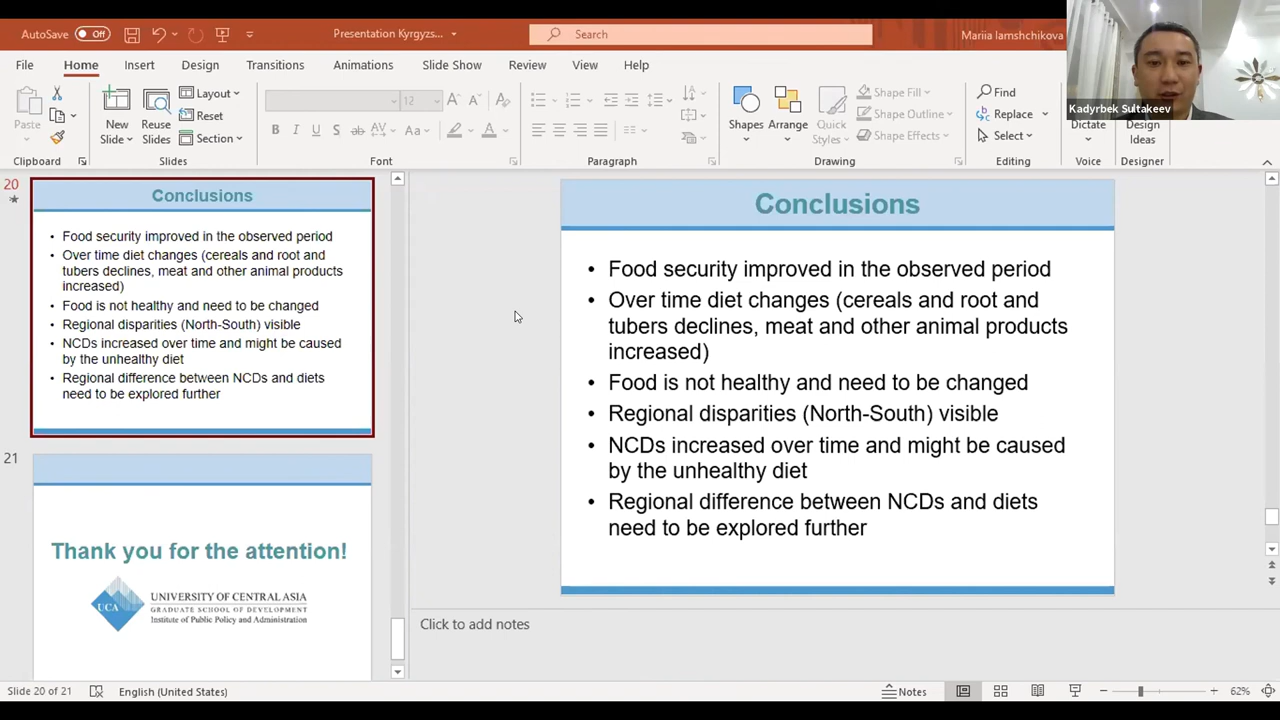 AutoSave Off Presentation Kyrgyzs... Search Mariia Iamshchikova
File Home Insert Design Transitions Animations Slide Show Review View Help
Kadyrbek Sultakeev
Paste
Clipboard
New
Slide
Reuse
Slides
Layout
Reset
Section
Slides
12
B I U S ab AV Aa A
Font
Paragraph
Shapes Arrange Quick
Styles
Shape Fill
Shape Outline
Shape Effects
Drawing
Find
Replace
Select
Editing
Dictate
Voice
Design
Ideas
Designer
20
Conclusions
• Food security improved in the observed period
• Over time diet changes (cereals and root and
tubers declines, meat and other animal products
increased)
• Food is not healthy and need to be changed
• Regional disparities (North-South) visible
• NCDs increased over time and might be caused
by the unhealthy diet
• Regional difference between NCDs and diets
need to be explored further
21
Thank you for the attention!
UCA
UNIVERSITY OF CENTRAL ASIA
GRADUATE SCHOOL OF DEVELOPMENT
Institute of Public Policy and Administration
Conclusions
• Food security improved in the observed period
• Over time diet changes (cereals and root and
tubers declines, meat and other animal products
increased)
• Food is not healthy and need to be changed
• Regional disparities (North-South) visible
• NCDs increased over time and might be caused
by the unhealthy diet
• Regional difference between NCDs and diets
need to be explored further
Click to add notes
Slide 20 of 21 English (United States) Notes 62%